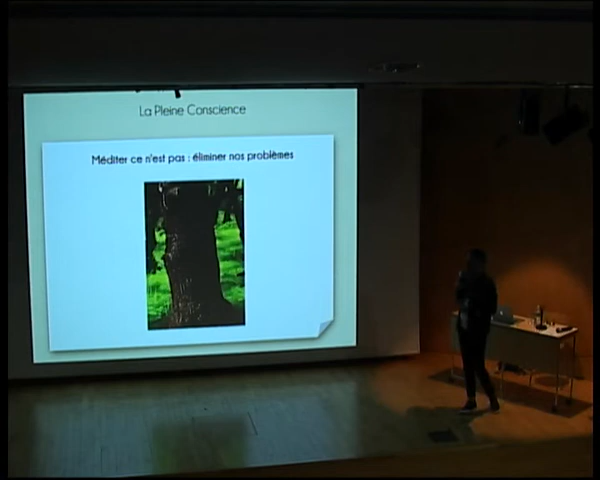 La Pleine Conscience
Méditer ce n'est pas : éliminer nos problèmes